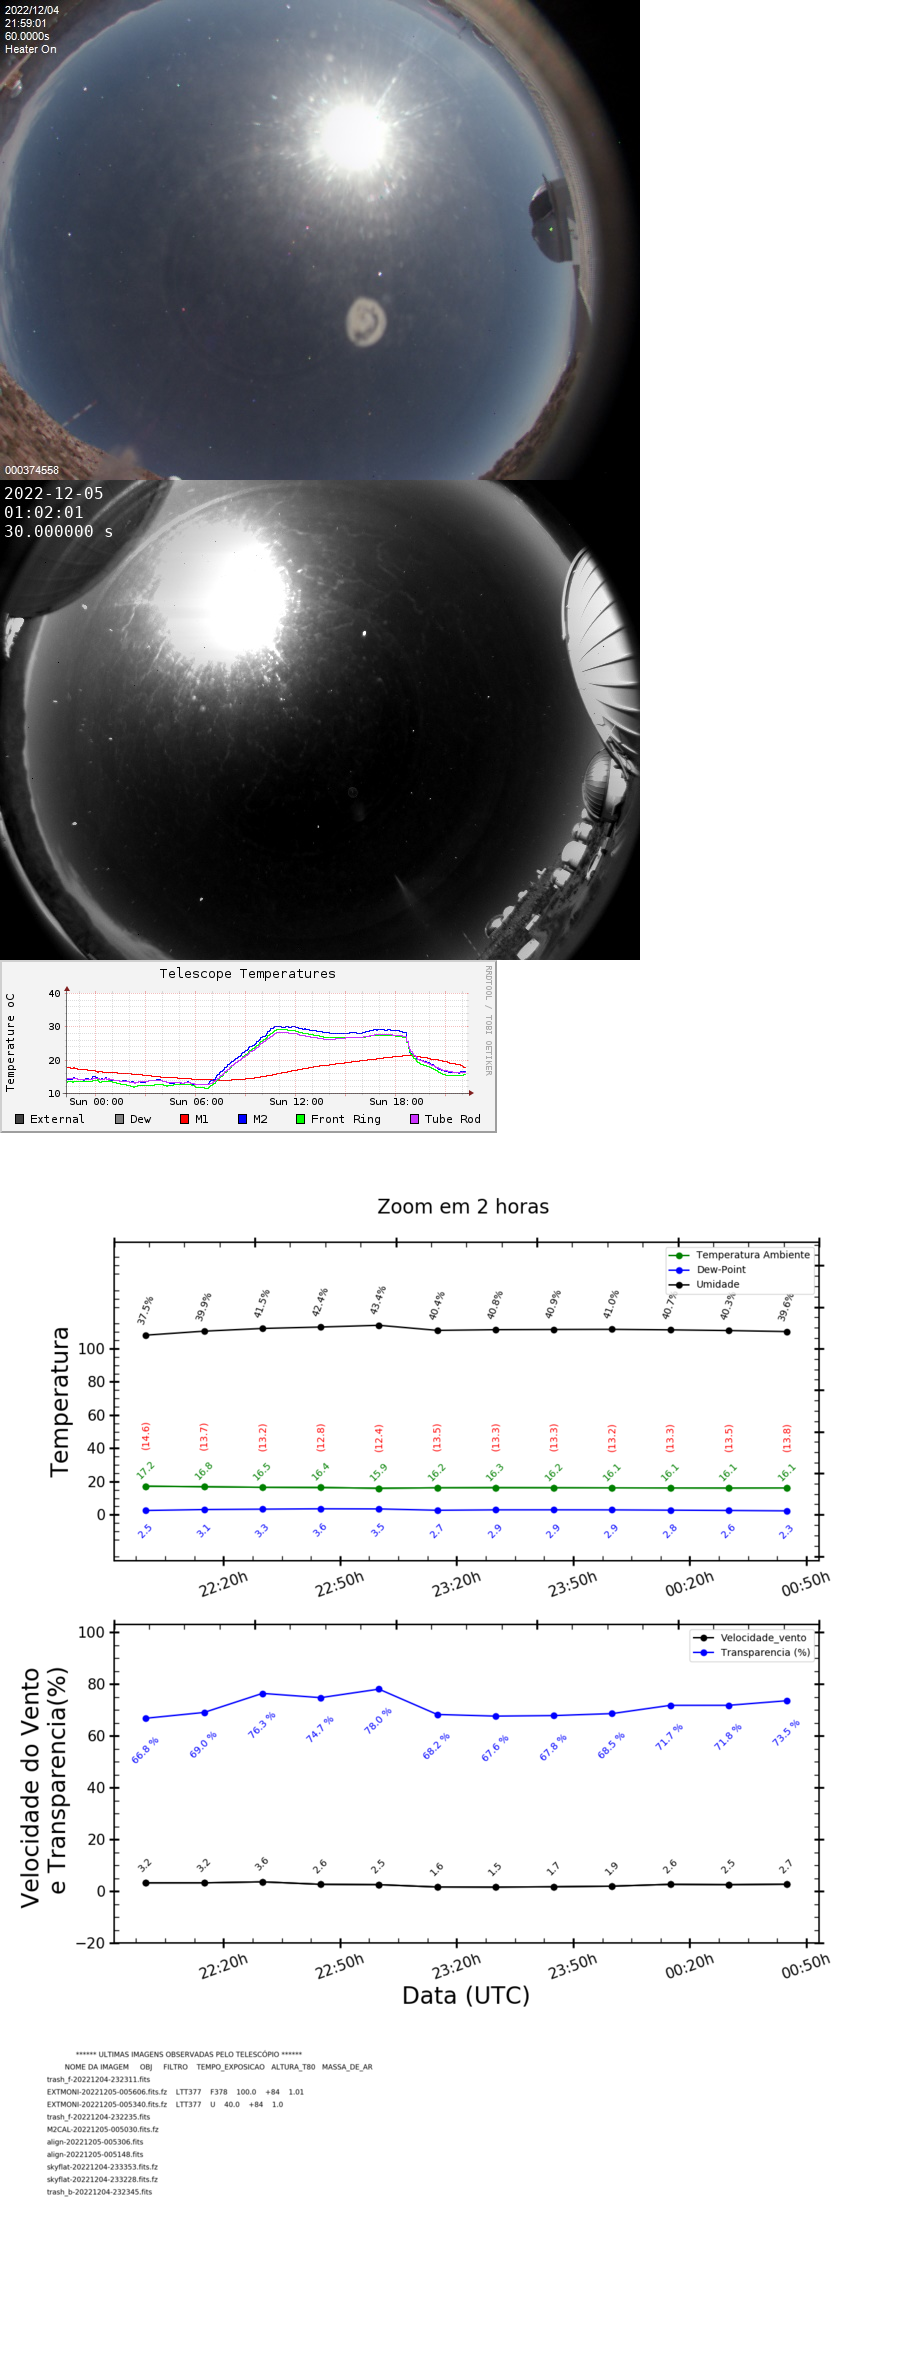 2022/12/04
21:59:01
60.0000s
Heater On
000374558
2022-12-05
01:02:01
30.000000 s
Telescope Temperatures
RRDTOOL / TOBI OETIKER
Temperature oC
40
30
20
10
Sun 00:00 Sun 06:00 Sun 12:00 Sun 18:00
External Dew M1 M2 Front Ring Tube Rod
Zoom em 2 horas
Temperatura Ambiente
Dew-Point
Umidade
37.5% 39.9% 41.5% 42.4% 43.4% 40.4% 40.8% 40.9% 41.0% 40.7% 40.3% 39.6%
Temperatura
100
80
60
40
20
0
(14.6) (13.7) (13.2) (12.8) (12.4) (13.5) (13.3) (13.3) (13.2) (13.3) (13.5) (13.8)
17.2 16.8 16.5 16.4 15.9 16.2 16.3 16.2 16.1 16.1 16.1 16.1
2.5 3.1 3.3 3.6 3.5 2.7 2.9 2.9 2.9 2.8 2.6 2.3
22:20h 22:50h 23:20h 23:50h 00:20h 00:50h
Velocidade_vento
Transparencia (%)
Velocidade do Vento
e Transparencia(%)
100
80
60
40
20
0
−20
66.8 % 69.0 % 76.3 % 74.7 % 78.0 % 68.2 % 67.6 % 67.8 % 68.5 % 71.7 % 71.8 % 73.5 %
3.2 3.2 3.6 2.6 2.5 1.6 1.5 1.7 1.9 2.6 2.5 2.7
22:20h 22:50h 23:20h 23:50h 00:20h 00:50h
Data (UTC)
****** ULTIMAS IMAGENS OBSERVADAS PELO TELESCÓPIO ******
NOME DA IMAGEM OBJ FILTRO TEMPO_EXPOSICAO ALTURA_T80 MASSA_DE_AR
trash_f-20221204-232311.fits
EXTMONI-20221205-005606.fits.fz LTT377 F378 100.0 +84 1.01
EXTMONI-20221205-005340.fits.fz LTT377 U 40.0 +84 1.0
trash_f-20221204-232235.fits
M2CAL-20221205-005030.fits.fz
align-20221205-005306.fits
align-20221205-005148.fits
skyflat-20221204-233353.fits.fz
skyflat-20221204-233228.fits.fz
trash_b-20221204-232345.fits